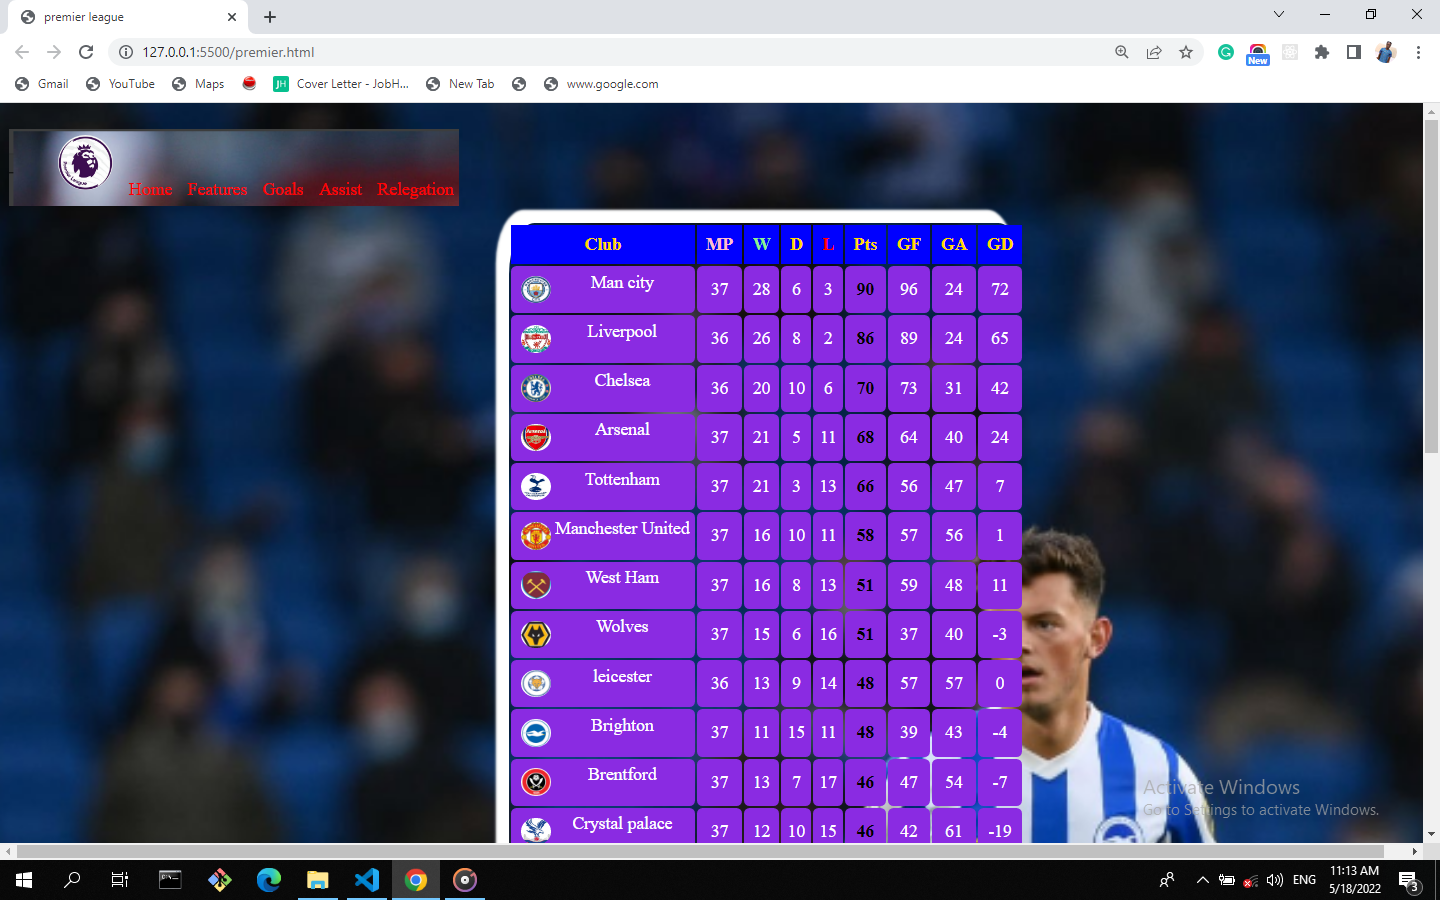 premier league
127.0.0.1:5500/premier.html
New
Gmail YouTube Maps JH Cover Letter - JobH... New Tab www.google.com
Premier League
Home Features Goals Assist Relegation
Club MP W D L Pts GF GA GD
Man city 37 28 6 3 90 96 24 72
Liverpool 36 26 8 2 86 89 24 65
Chelsea 36 20 10 6 70 73 31 42
Arsenal 37 21 5 11 68 64 40 24
Tottenham 37 21 3 13 66 56 47 7
Manchester United 37 16 10 11 58 57 56 1
West Ham 37 16 8 13 51 59 48 11
Wolves 37 15 6 16 51 37 40 -3
leicester 36 13 9 14 48 57 57 0
Brighton 37 11 15 11 48 39 43 -4
Brentford 37 13 7 17 46 47 54 -7
Crystal palace 37 12 10 15 46 42 61 -19
Activate Windows
Go to Settings to activate Windows.
ENG
11:13 AM
5/18/2022
3